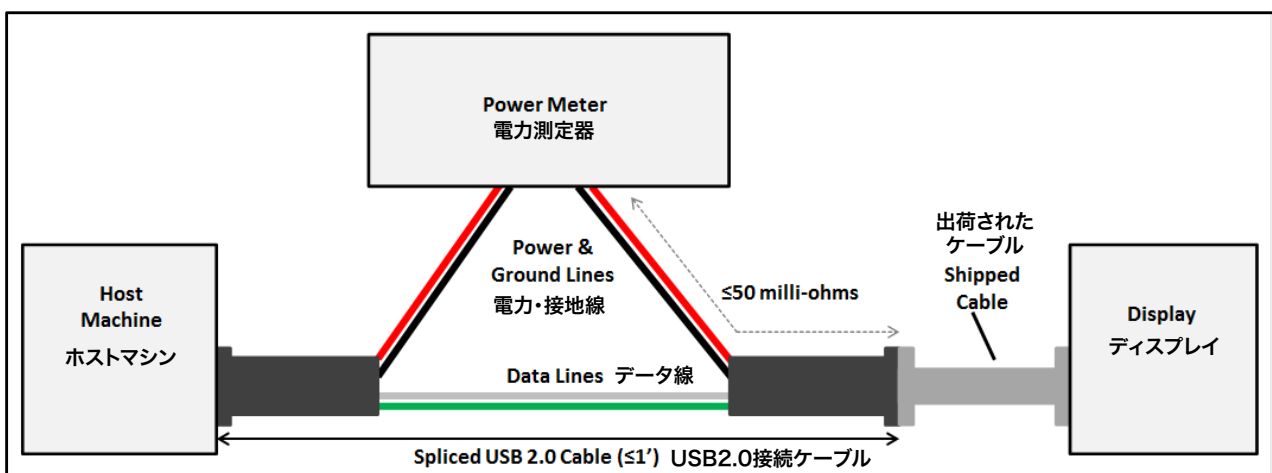 Power Meter
電力測定器
Power &
Ground Lines
電力・接地線
≤50 milli-ohms
出荷された
ケーブル
Shipped
Cable
Host
Machine
ホストマシン
Display
ディスプレイ
Data Lines データ線
Spliced USB 2.0 Cable (≤1’) USB2.0接続ケーブル